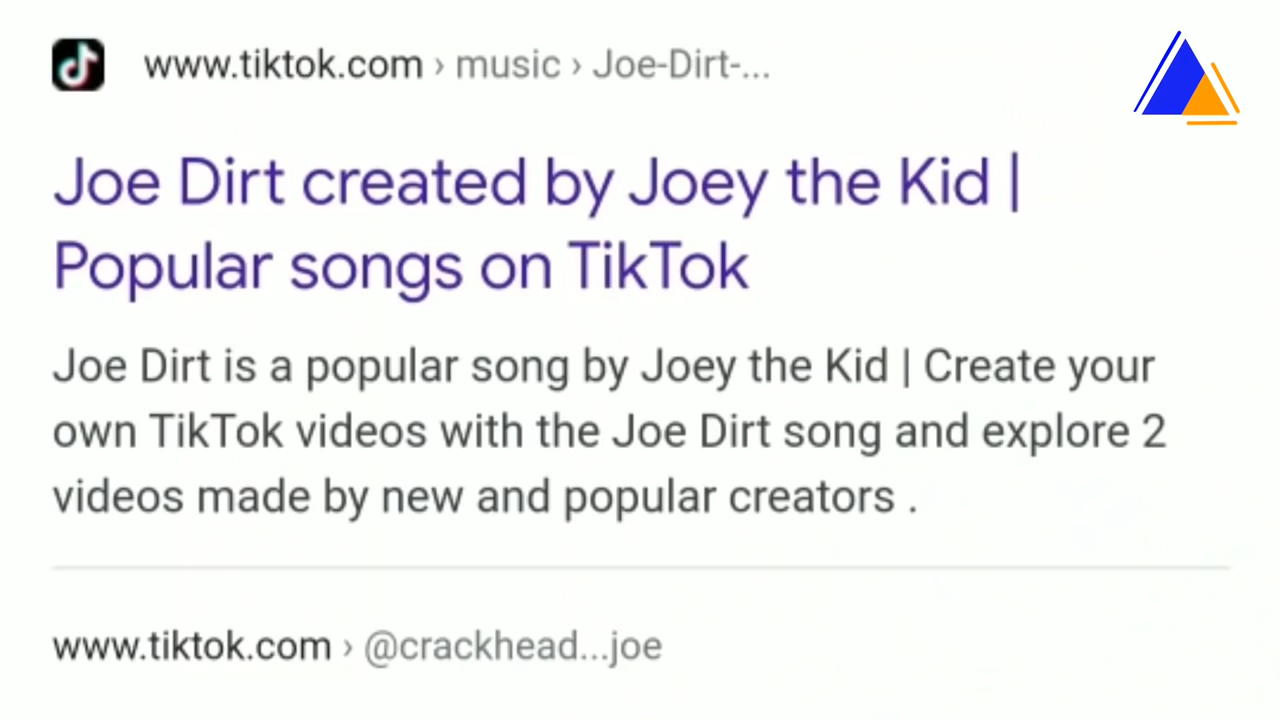 www.tiktok.com › music › Joe-Dirt-...
Joe Dirt created by Joey the Kid |
Popular songs on TikTok
Joe Dirt is a popular song by Joey the Kid | Create your
own TikTok videos with the Joe Dirt song and explore 2
videos made by new and popular creators .
www.tiktok.com › @crackhead...joe